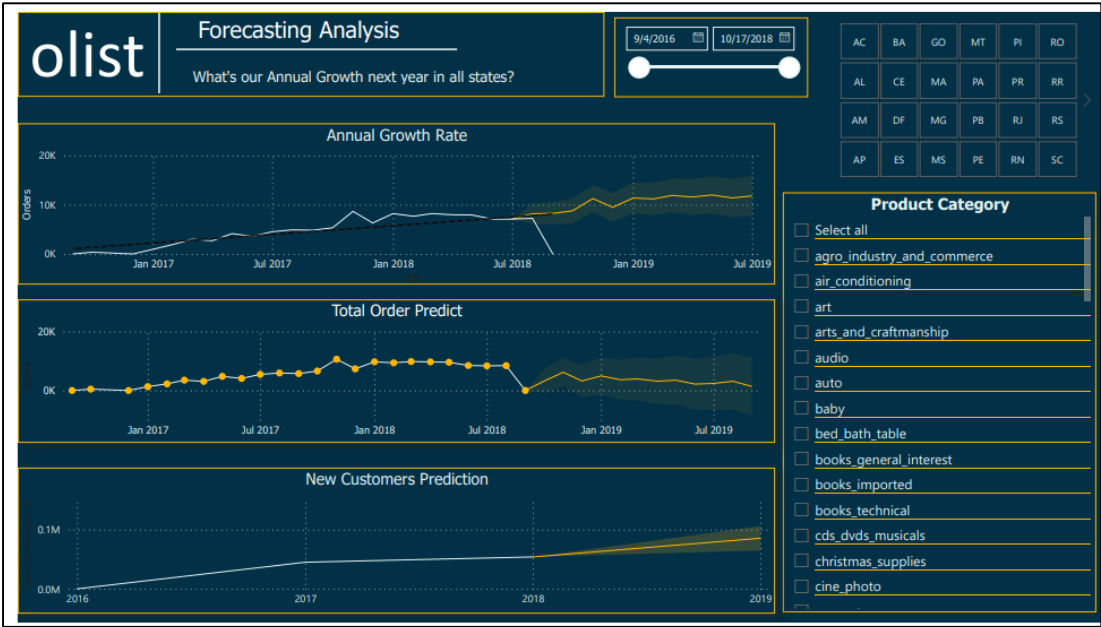 olist
Forecasting Analysis
What's our Annual Growth next year in all states?
9/4/2016 10/17/2018
AC BA GO MT PI RO
AL CE MA PA PR RR
AM DF MG PB RJ RS
AP ES MS PE RN SC
Annual Growth Rate
20K
10K
0K
Orders
Jan 2017 Jul 2017 Jan 2018 Jul 2018 Jan 2019 Jul 2019
Total Order Predict
20K
0K
Jan 2017 Jul 2017 Jan 2018 Jul 2018 Jan 2019 Jul 2019
New Customers Prediction
0.1M
0.0M
2016 2017 2018 2019
Product Category
Select all
agro_industry_and_commerce
air_conditioning
art
arts_and_craftmanship
audio
auto
baby
bed_bath_table
books_general_interest
books_imported
books_technical
cds_dvds_musicals
christmas_supplies
cine_photo